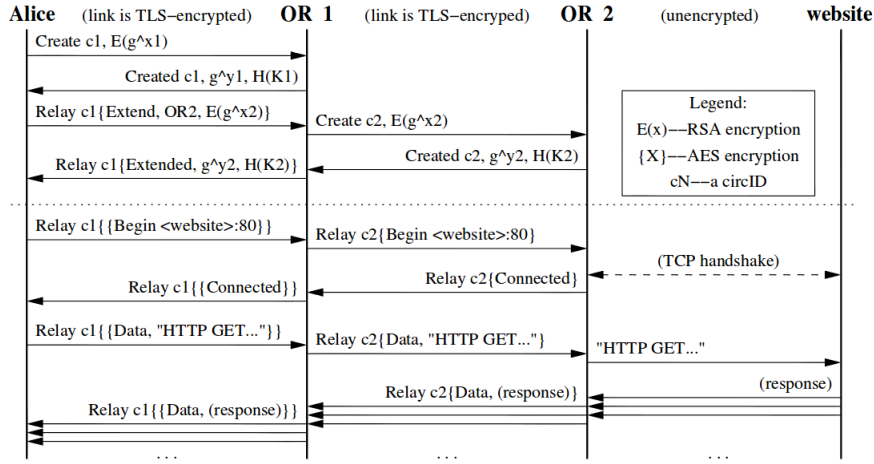 Alice (link is TLS-encrypted) OR 1 (link is TLS-encryped) OR 2 (unencrypted) website
Create c1, E(g^x1)
Created c1, g^y1, H(K1)
Relay c1{Extend, OR2, E(g^x2)}
Create c2, E(g^x2)
Created c2, g^y2, H(K2)
Relay c1{Extended, g^y2, H(K2)}
Legend:
E(x)—RSA encryption
{X}—AES encryption
cN—a circID
Relay c1{{Begin <website>:80}}
Relay c2{Begin <website>:80}
(TCP handshake)
Relay c2{Connected}
Relay c1{{Connected}}
Relay c1{{Data, "HTTP GET..."}}
Relay c2{Data, "HTTP GET..."}
"HTTP GET..."
(response)
Relay c2{Data, (response)}
Relay c1{{Data, (response)}}
. . . . . . . . .